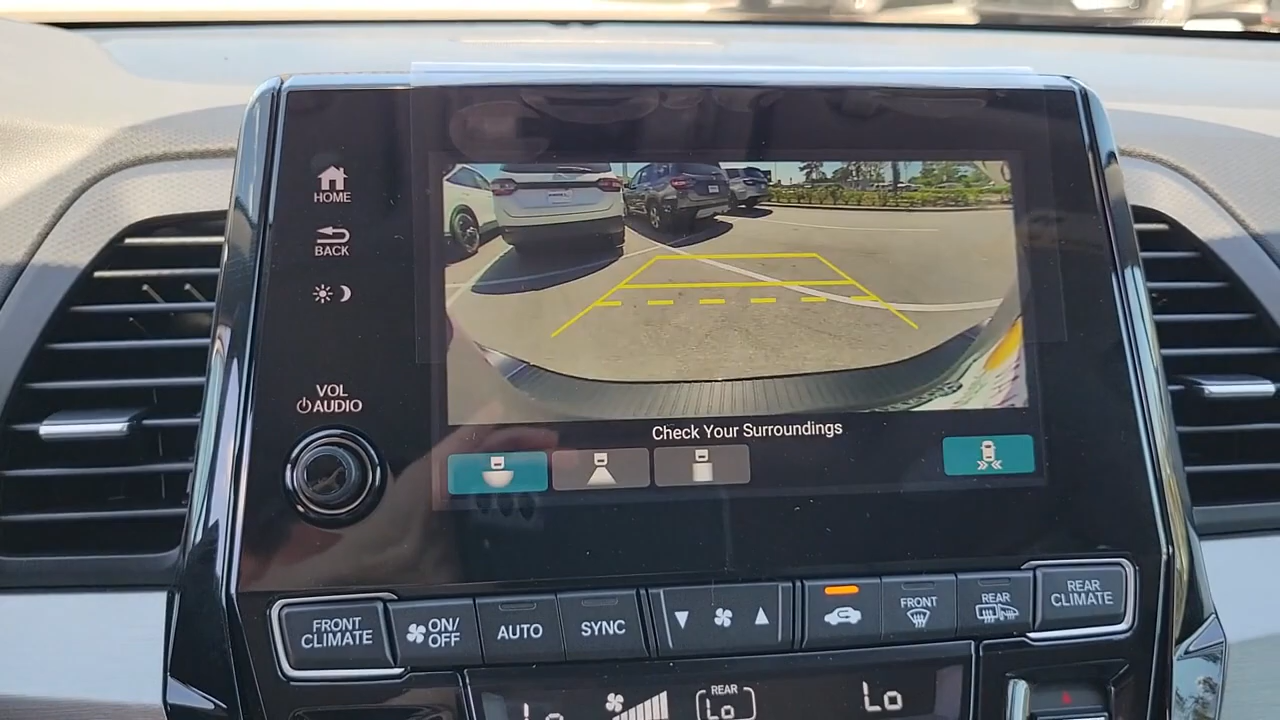 HOME
BACK
VOL
AUDIO
Check Your Surroundings
FRONT
CLIMATE
ON/
OFF
AUTO
SYNC
FRONT
REAR
REAR
CLIMATE
Lo
REAR
Lo
Lo